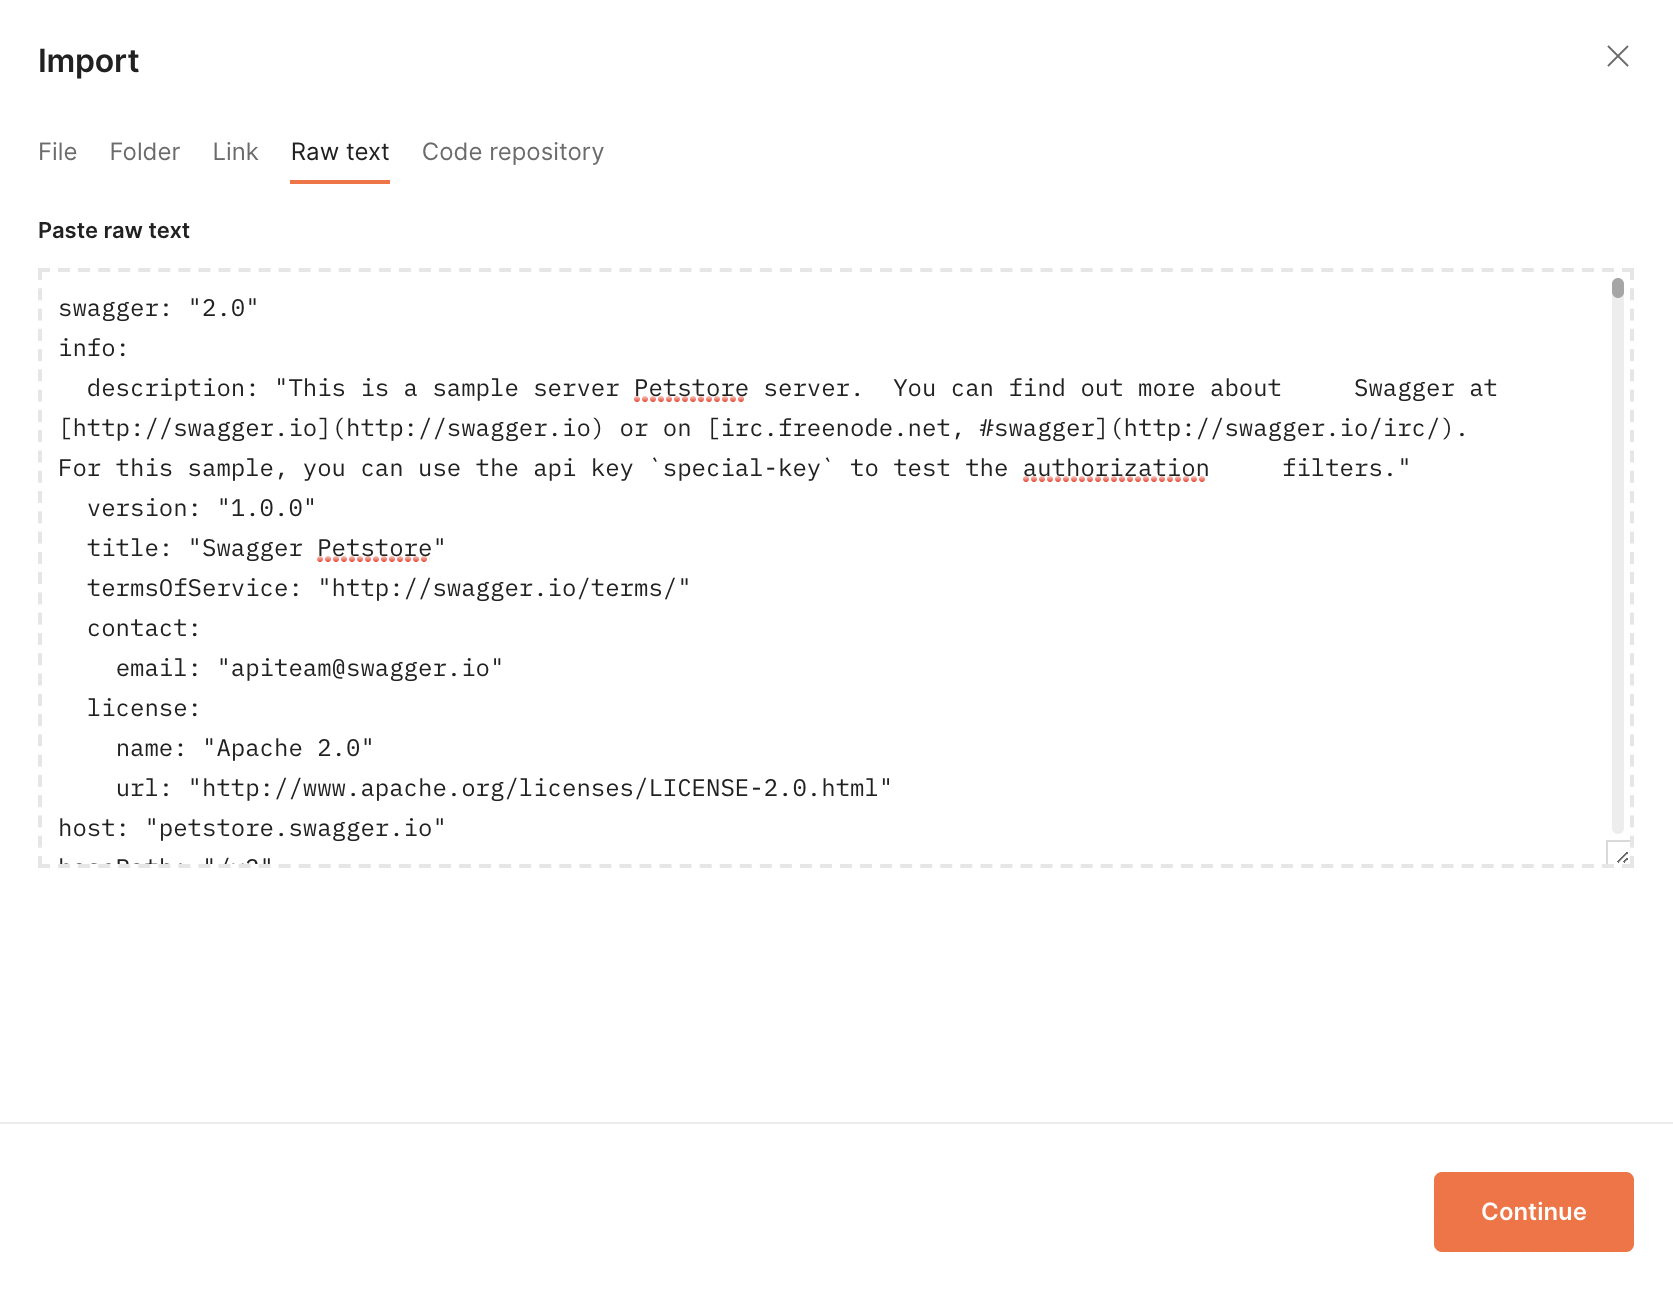 Import
File Folder Link Raw text Code repository
Paste raw text
swagger: "2.0"
info:
  description: "This is a sample server Petstore server.  You can find out more about     Swagger at
[http://swagger.io](http://swagger.io) or on [irc.freenode.net, #swagger](http://swagger.io/irc/).
For this sample, you can use the api key `special-key` to test the authorization     filters."
  version: "1.0.0"
  title: "Swagger Petstore"
  termsOfService: "http://swagger.io/terms/"
  contact:
    email: "apiteam@swagger.io"
  license:
    name: "Apache 2.0"
    url: "http://www.apache.org/licenses/LICENSE-2.0.html"
host: "petstore.swagger.io"
basePath: "/v2"
Continue